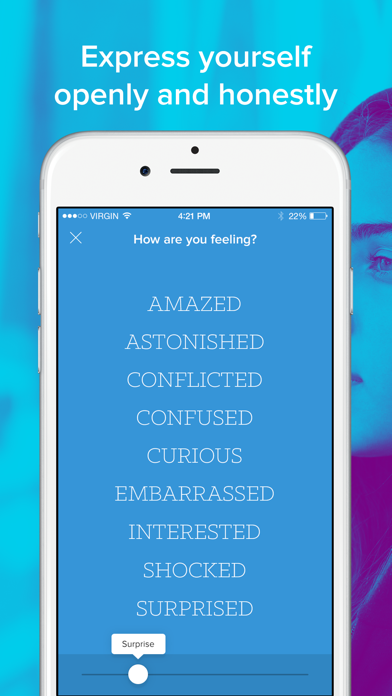 Express yourself
openly and honestly
VIRGIN 4:21 PM 22%
How are you feeling?
AMAZED
ASTONISHED
CONFLICTED
CONFUSED
CURIOUS
EMBARRASSED
INTERESTED
SHOCKED
SURPRISED
Surprise